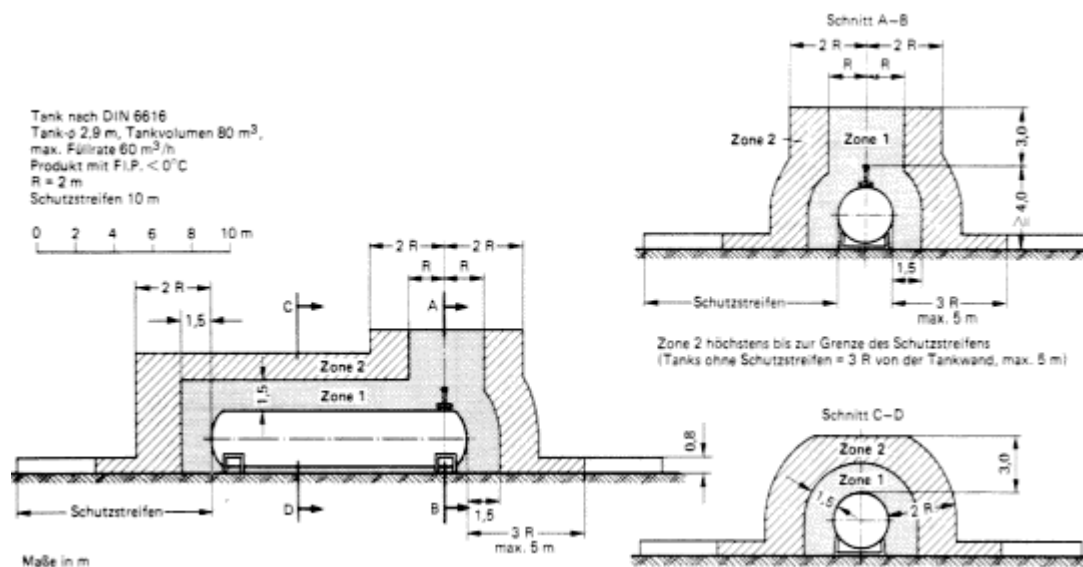 Tank nach DIN 6616
Tank-ø 2,9 m, Tankvolumen 80 m³,
max. Füllrate 60 m³/h
Produkt mit Fl.P. < 0°C
R = 2 m
Schutzstreifen 10 m
0 2 4 6 8 10 m
2 R
1,5
C
2 R 2 R
R R
A
Zone 2
1,5
Zone 1
0,8
Schutzstreifen
D
B
1,5
3 R
max. 5 m
Maße in m
Schnitt A–B
2 R 2 R
R R
Zone 2
Zone 1
3,0
≥ 4,0
1,5
Schutzstreifen
3 R
max. 5 m
Zone 2 höchstens bis zur Grenze des Schutzstreifens
(Tanks ohne Schutzstreifen = 3 R von der Tankwand, max. 5 m)
Schnitt C–D
Zone 2
Zone 1
1,5
2 R
3,0